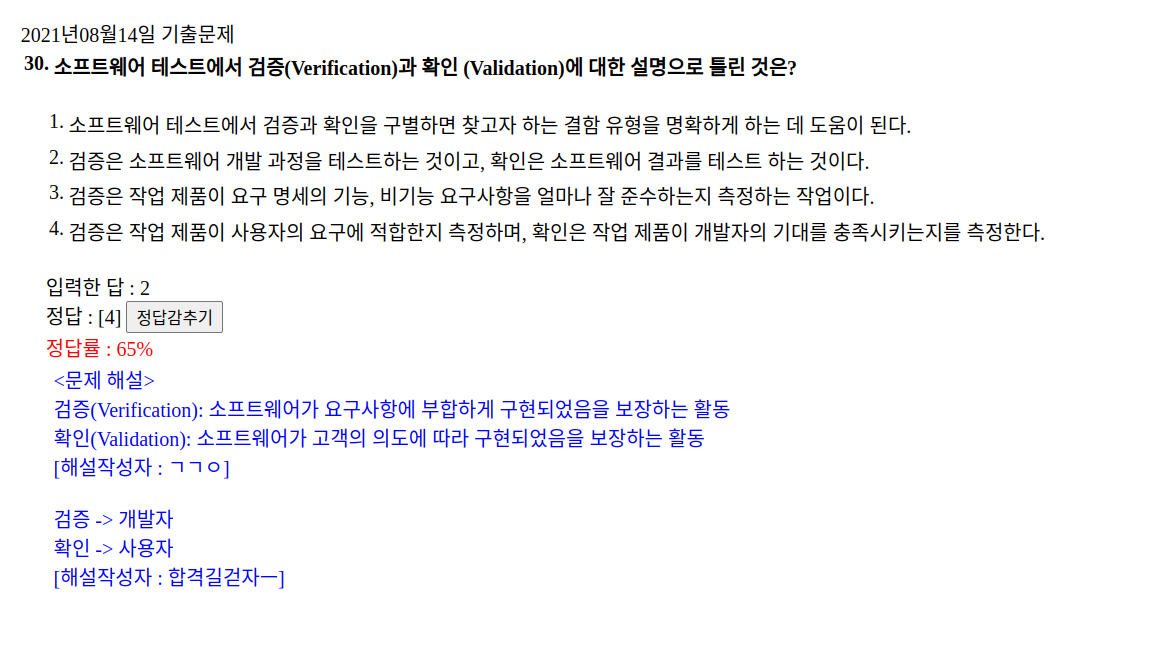 2021년08월14일 기출문제
30. 소프트웨어 테스트에서 검증(Verification)과 확인 (Validation)에 대한 설명으로 틀린 것은?
1. 소프트웨어 테스트에서 검증과 확인을 구별하면 찾고자 하는 결함 유형을 명확하게 하는 데 도움이 된다.
2. 검증은 소프트웨어 개발 과정을 테스트하는 것이고, 확인은 소프트웨어 결과를 테스트 하는 것이다.
3. 검증은 작업 제품이 요구 명세의 기능, 비기능 요구사항을 얼마나 잘 준수하는지 측정하는 작업이다.
4. 검증은 작업 제품이 사용자의 요구에 적합한지 측정하며, 확인은 작업 제품이 개발자의 기대를 충족시키는지를 측정한다.
입력한 답 : 2
정답 : [4] 정답감추기
정답률 : 65%
<문제 해설>
검증(Verification): 소프트웨어가 요구사항에 부합하게 구현되었음을 보장하는 활동
확인(Validation): 소프트웨어가 고객의 의도에 따라 구현되었음을 보장하는 활동
[해설작성자 : ㄱㄱㅇ]
검증 -> 개발자
확인 -> 사용자
[해설작성자 : 합격길걷자ㅡ]